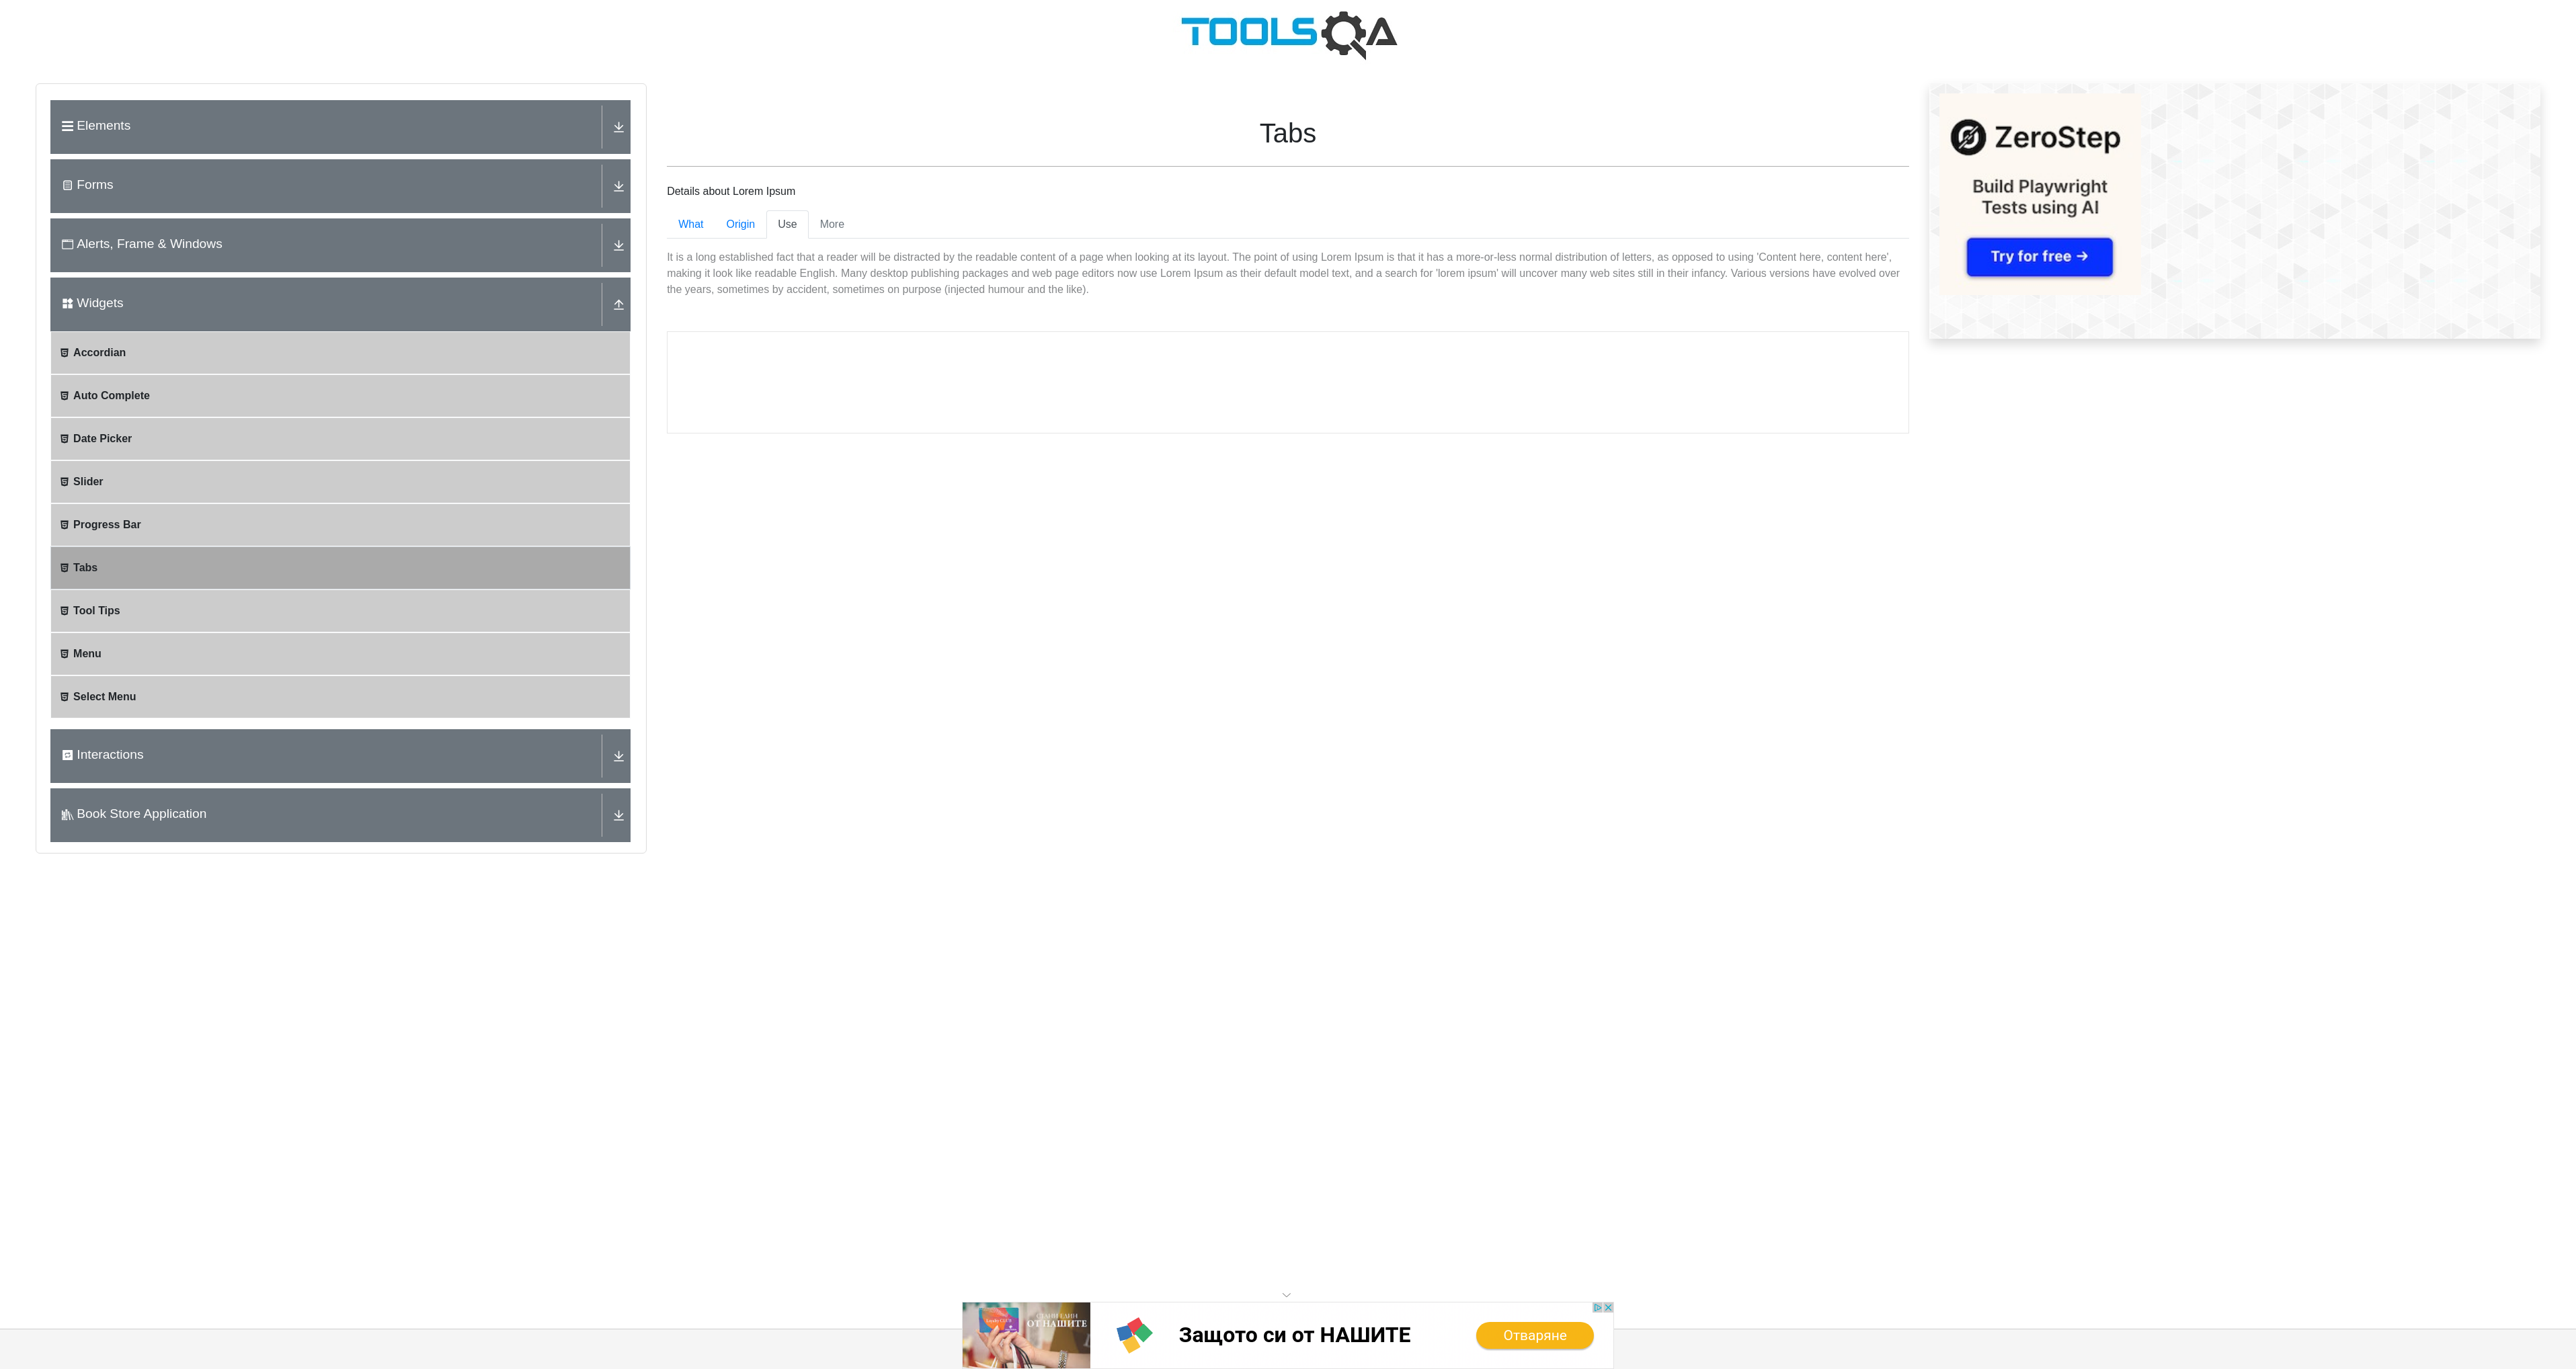 TOOLSQA
Elements
Forms
Alerts, Frame & Windows
Widgets
Accordian
Auto Complete
Date Picker
Slider
Progress Bar
Tabs
Tool Tips
Menu
Select Menu
Interactions
Book Store Application
Tabs
Details about Lorem Ipsum
What Origin Use More
It is a long established fact that a reader will be distracted by the readable content of a page when looking at its layout. The point of using Lorem Ipsum is that it has a more-or-less normal distribution of letters, as opposed to using 'Content here, content here',
making it look like readable English. Many desktop publishing packages and web page editors now use Lorem Ipsum as their default model text, and a search for 'lorem ipsum' will uncover many web sites still in their infancy. Various versions have evolved over
the years, sometimes by accident, sometimes on purpose (injected humour and the like).
ZeroStep
Build Playwright
Tests using AI
Try for free →
ОТ НАШИТЕ
Защото си от НАШИТЕ
Отваряне